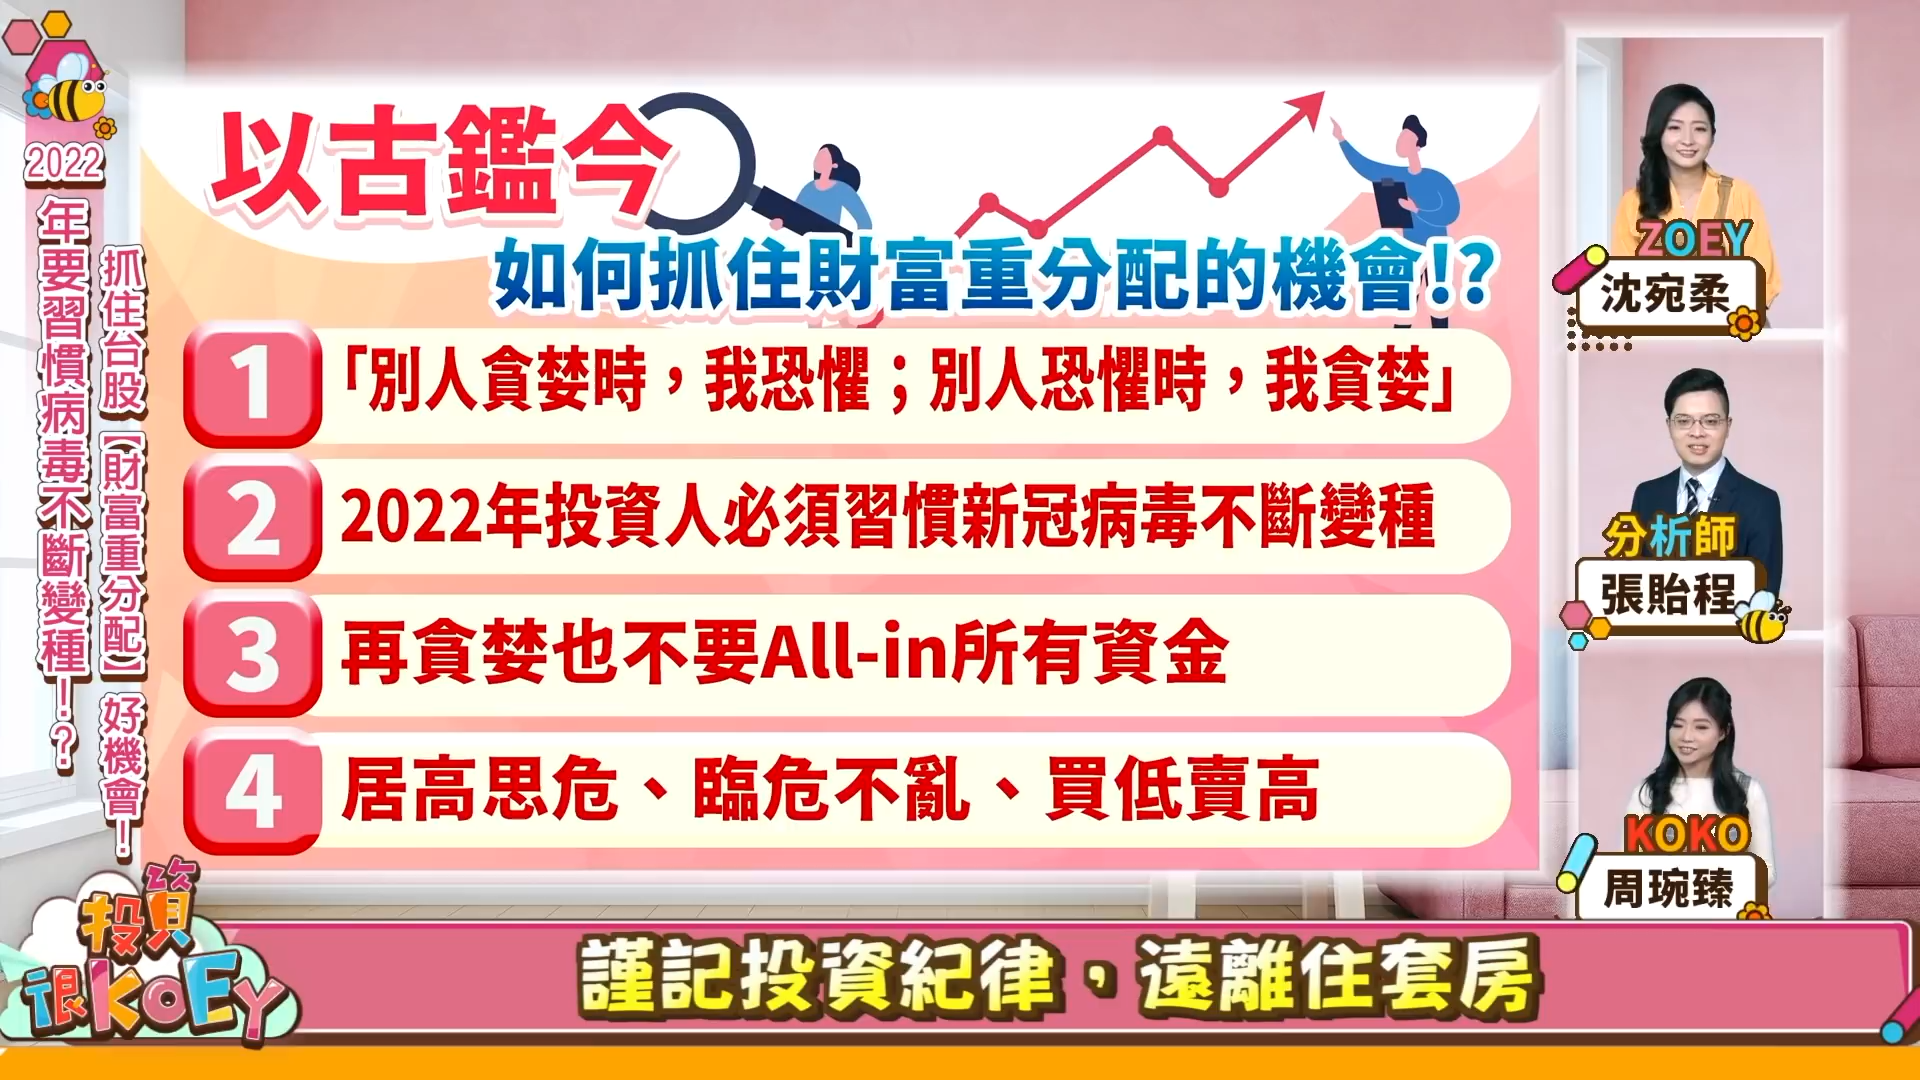 2022年要習慣病毒不斷變種！？
抓住台股【財富重分配】好機會！
以古鑑今
如何抓住財富重分配的機會!?
1 「別人貪婪時，我恐懼；別人恐懼時，我貪婪」
2 2022年投資人必須習慣新冠病毒不斷變種
3 再貪婪也不要All-in所有資金
4 居高思危、臨危不亂、買低賣高
ZOEY
沈宛柔
分析師
張貽程
KOKO
周琬臻
投資
很KOEY
謹記投資紀律，遠離住套房